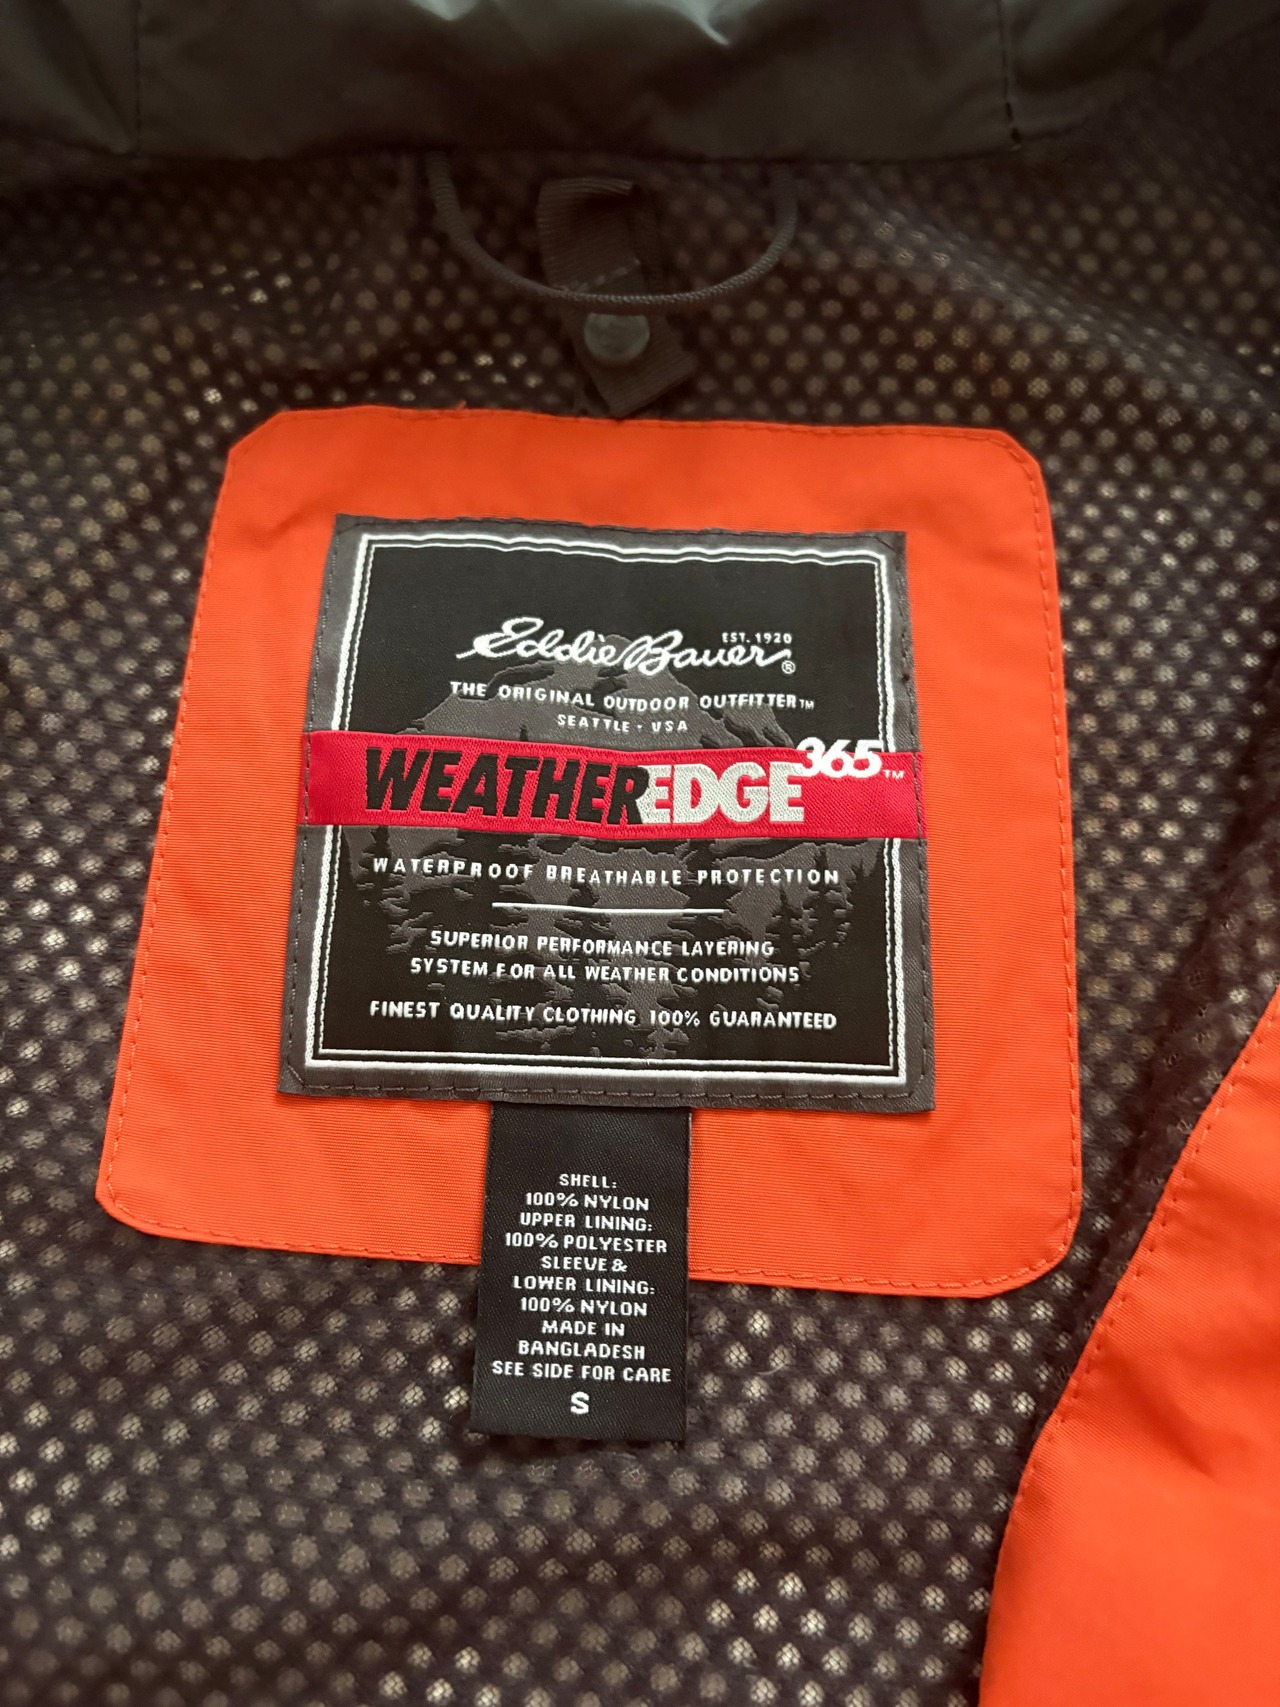 Eddie Bauer®
EST. 1920
THE ORIGINAL OUTDOOR OUTFITTER™
SEATTLE · USA
WEATHEREDGE 365™
WATERPROOF BREATHABLE PROTECTION
SUPERIOR PERFORMANCE LAYERING
SYSTEM FOR ALL WEATHER CONDITIONS
FINEST QUALITY CLOTHING 100% GUARANTEED
SHELL:
100% NYLON
UPPER LINING:
100% POLYESTER
SLEEVE &
LOWER LINING:
100% NYLON
MADE IN
BANGLADESH
SEE SIDE FOR CARE
S